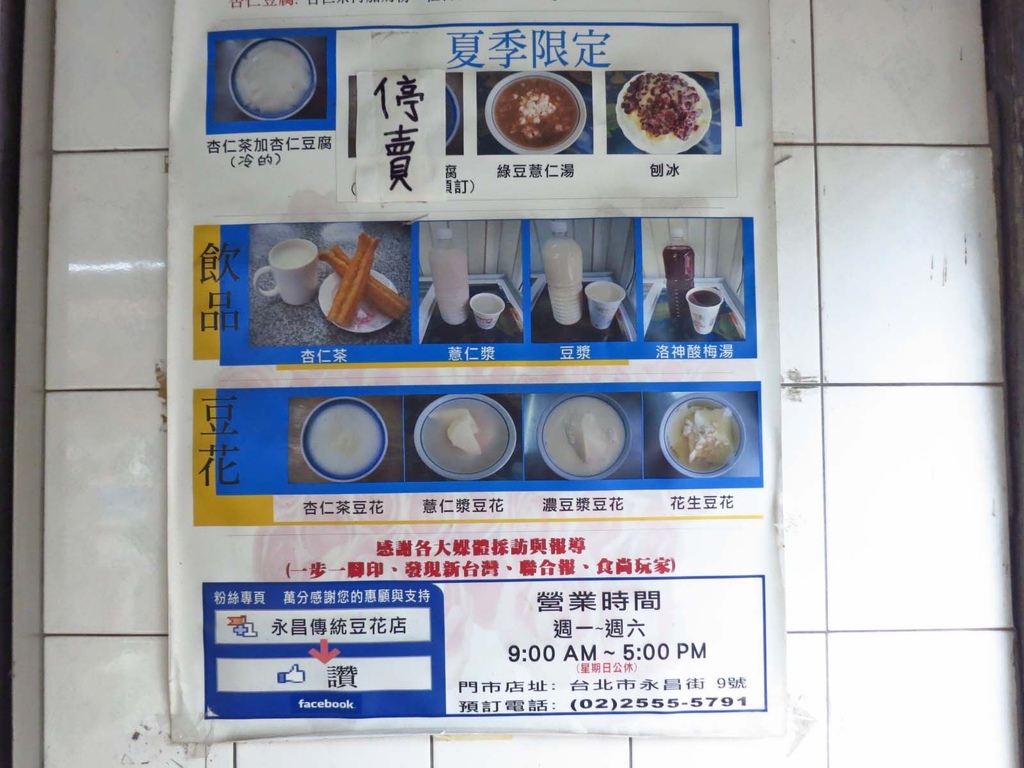 杏仁豆腐:
夏季限定
停賣
杏仁茶加杏仁豆腐
(冷的)
腐
預訂)
綠豆薏仁湯
刨冰
飲品
杏仁茶
薏仁漿
豆漿
洛神酸梅湯
豆花
杏仁茶豆花
薏仁漿豆花
濃豆漿豆花
花生豆花
感謝各大媒體採訪與報導
(一步一腳印、發現新台灣、聯合報、食尚玩家)
粉絲專頁 萬分感謝您的惠顧與支持
永昌傳統豆花店
讚
facebook
營業時間
週一~週六
9:00 AM ~ 5:00 PM
(星期日公休)
門市店址: 台北市永昌街 9號
預訂電話: (02)2555-5791